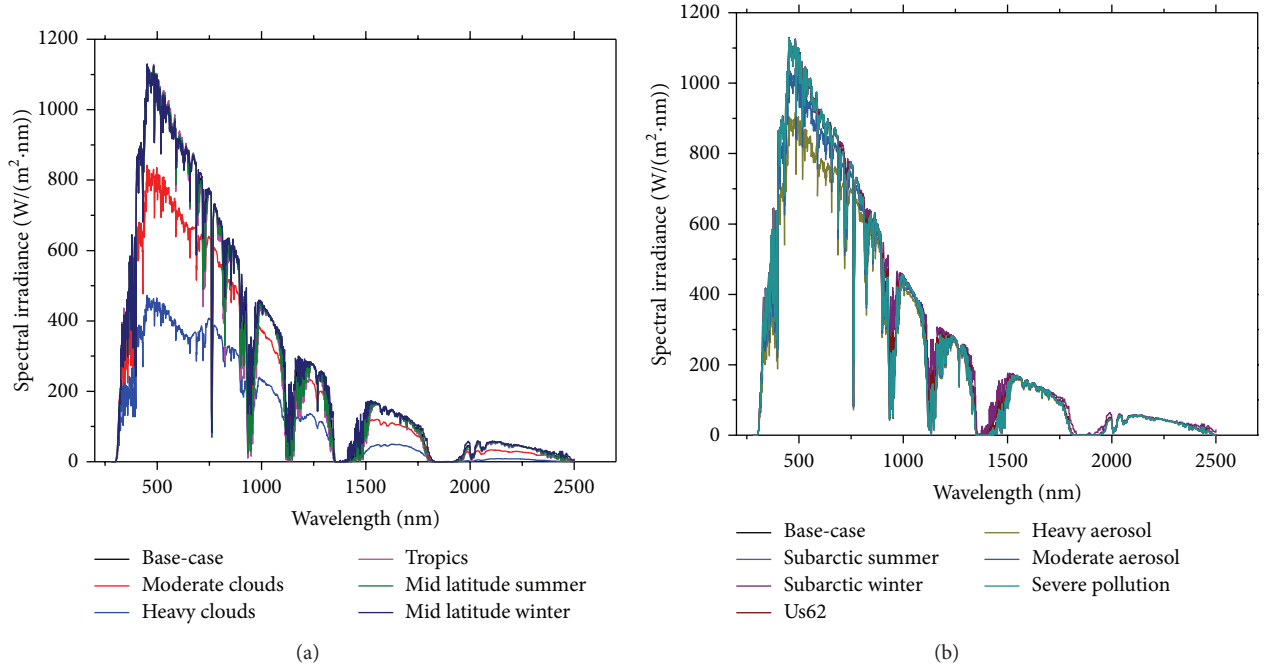 1200
1000
800
600
400
200
0
Spectral irradiance (W/(m²·nm))
500 1000 1500 2000 2500
Wavelength (nm)
Base-case
Moderate clouds
Heavy clouds
Tropics
Mid latitude summer
Mid latitude winter
(a)
1200
1000
800
600
400
200
0
Spectral irradiance (W/(m²·nm))
500 1000 1500 2000 2500
Wavelength (nm)
Base-case
Subarctic summer
Subarctic winter
Us62
Heavy aerosol
Moderate aerosol
Severe pollution
(b)